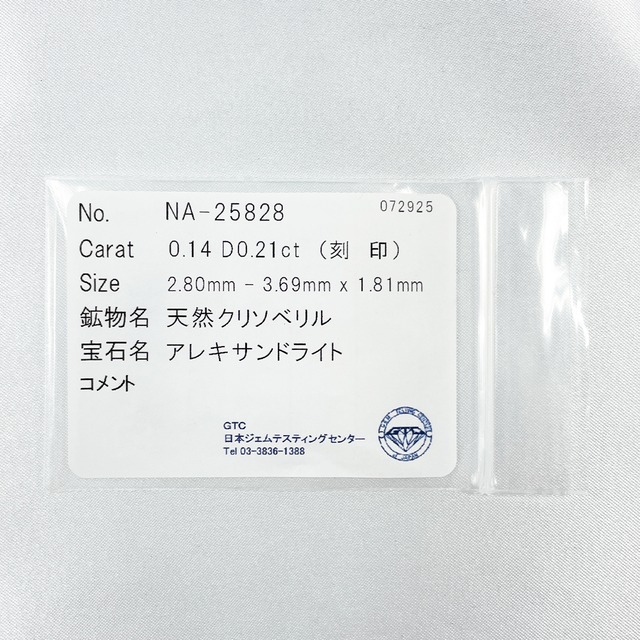 No. NA-25828 072925
Carat 0.14 D0.21ct (刻 印)
Size 2.80mm - 3.69mm x 1.81mm
鉱物名 天然クリソベリル
宝石名 アレキサンドライト
コメント
GTC
日本ジェムテスティングセンター
Tel 03-3836-1388